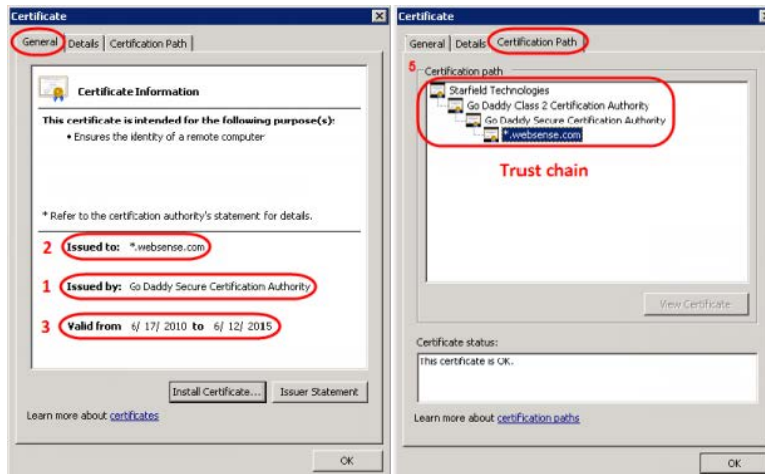 Certificate
General Details Certification Path
Certificate Information
This certificate is intended for the following purpose(s):
• Ensures the identity of a remote computer
* Refer to the certification authority's statement for details.
2 Issued to: *.websense.com
1 Issued by: Go Daddy Secure Certification Authority
3 Valid from 6/ 17/ 2010 to 6/ 12/ 2015
Install Certificate... Issuer Statement
Learn more about certificates
OK
Certificate
General Details Certification Path
5 Certification path
Starfield Technologies
Go Daddy Class 2 Certification Authority
Go Daddy Secure Certification Authority
*.websense.com
Trust chain
View Certificate
Certificate status:
This certificate is OK.
Learn more about certification paths
OK